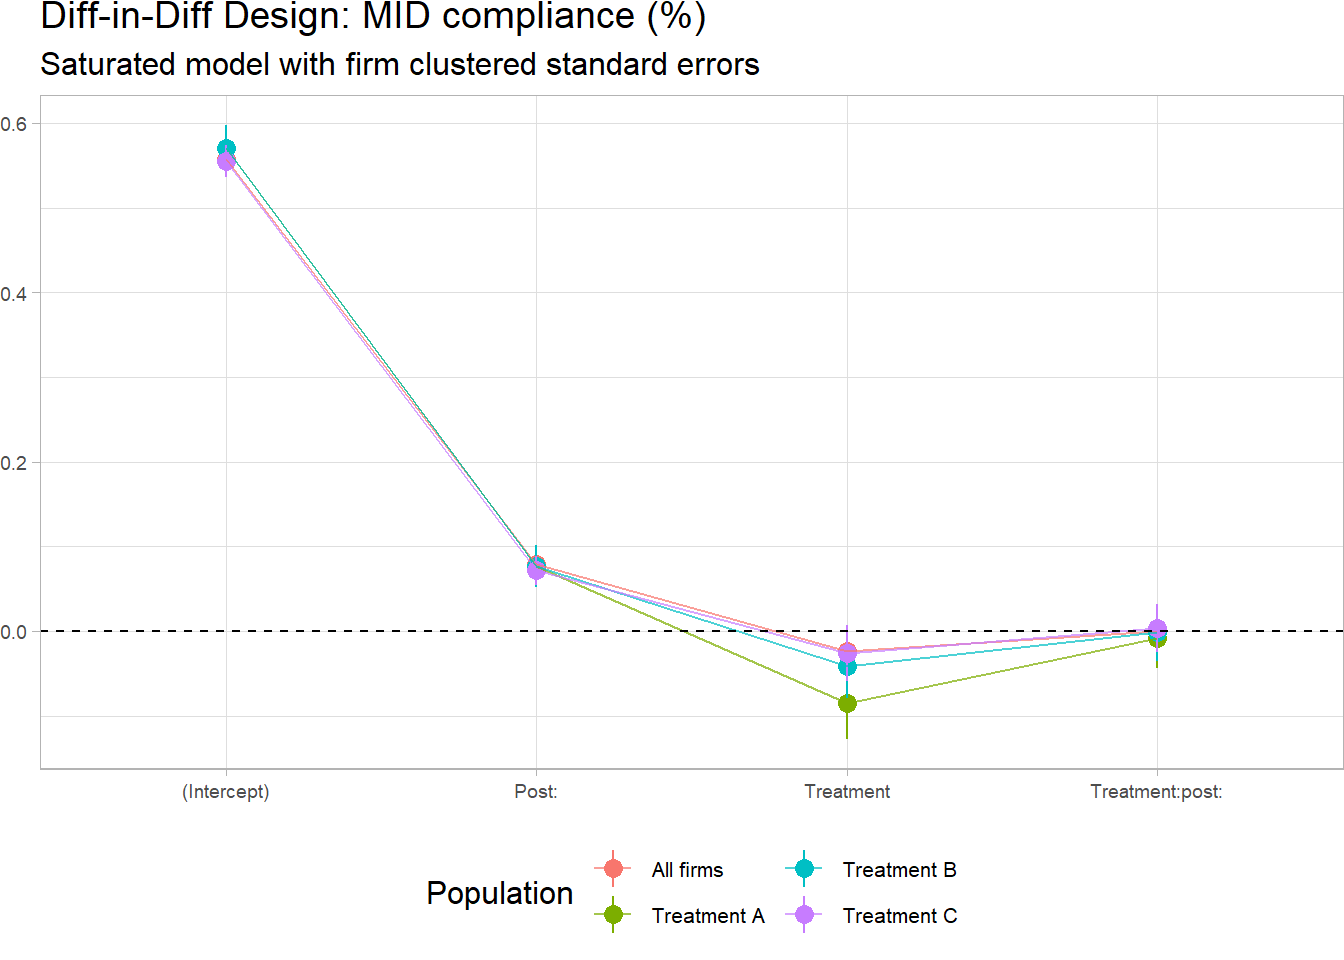 Diff-in-Diff Design: MID compliance (%)
Saturated model with firm clustered standard errors
0.6
0.4
0.2
0.0
(Intercept) Post: Treatment Treatment:post:
Population
All firms Treatment B
Treatment A Treatment C